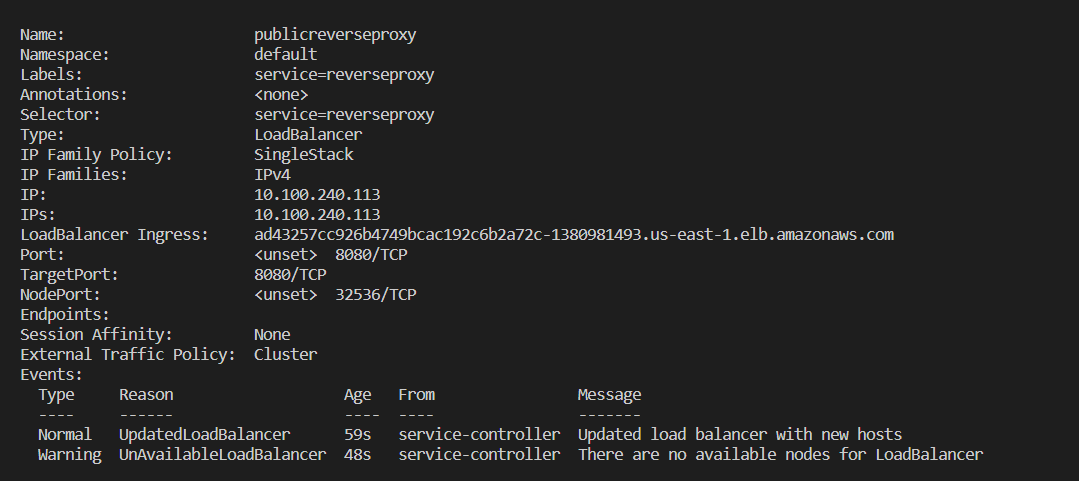 Name: publicreverseproxy
Namespace: default
Labels: service=reverseproxy
Annotations: <none>
Selector: service=reverseproxy
Type: LoadBalancer
IP Family Policy: SingleStack
IP Families: IPv4
IP: 10.100.240.113
IPs: 10.100.240.113
LoadBalancer Ingress: ad43257cc926b4749bcac192c6b2a72c-1380981493.us-east-1.elb.amazonaws.com
Port: <unset> 8080/TCP
TargetPort: 8080/TCP
NodePort: <unset> 32536/TCP
Endpoints:
Session Affinity: None
External Traffic Policy: Cluster
Events:
Type Reason Age From Message
---- ------ ---- ---- -------
Normal UpdatedLoadBalancer 59s service-controller Updated load balancer with new hosts
Warning UnAvailableLoadBalancer 48s service-controller There are no available nodes for LoadBalancer